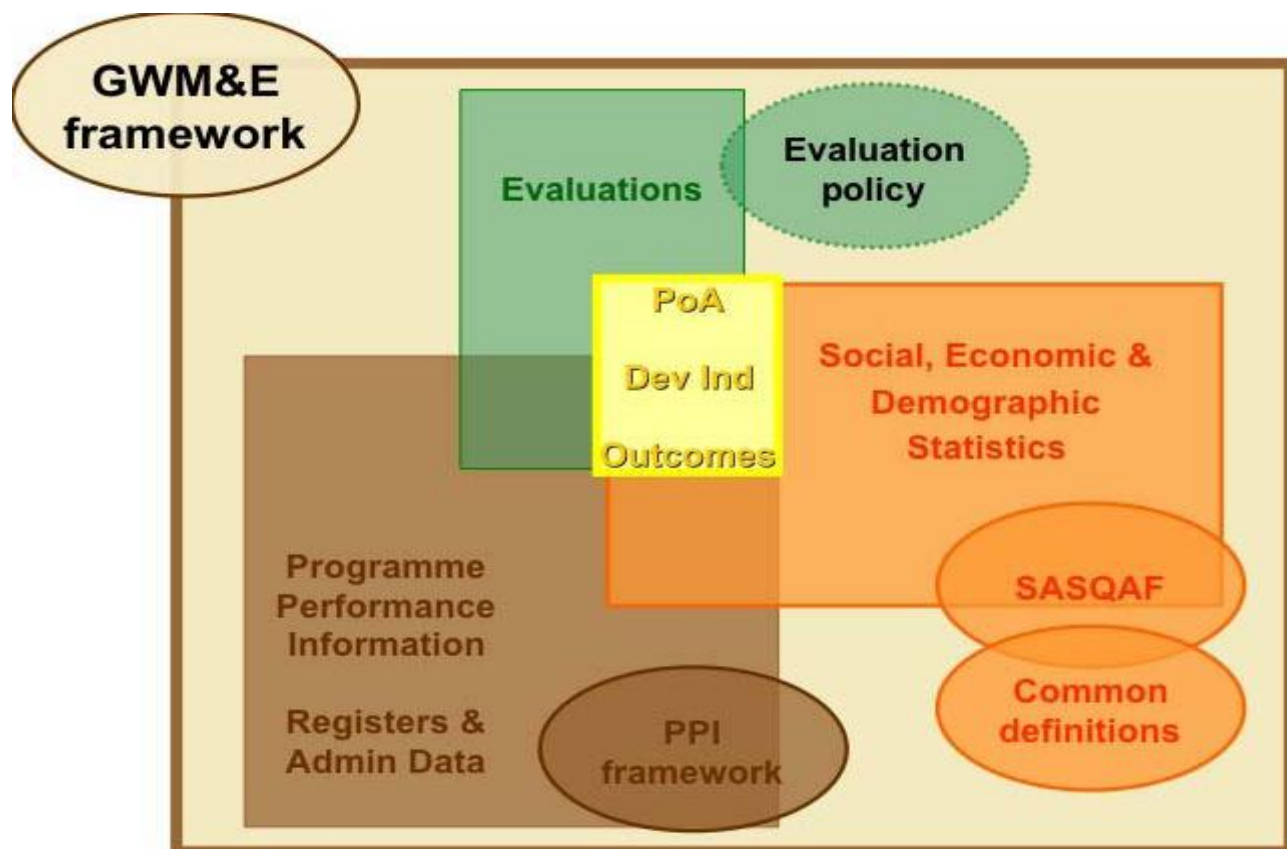 GWM&E
framework
Evaluations
Evaluation
policy
PoA
Dev Ind
Outcomes
Social, Economic &
Demographic
Statistics
SASQAF
Common
definitions
Programme
Performance
Information
Registers &
Admin Data
PPI
framework